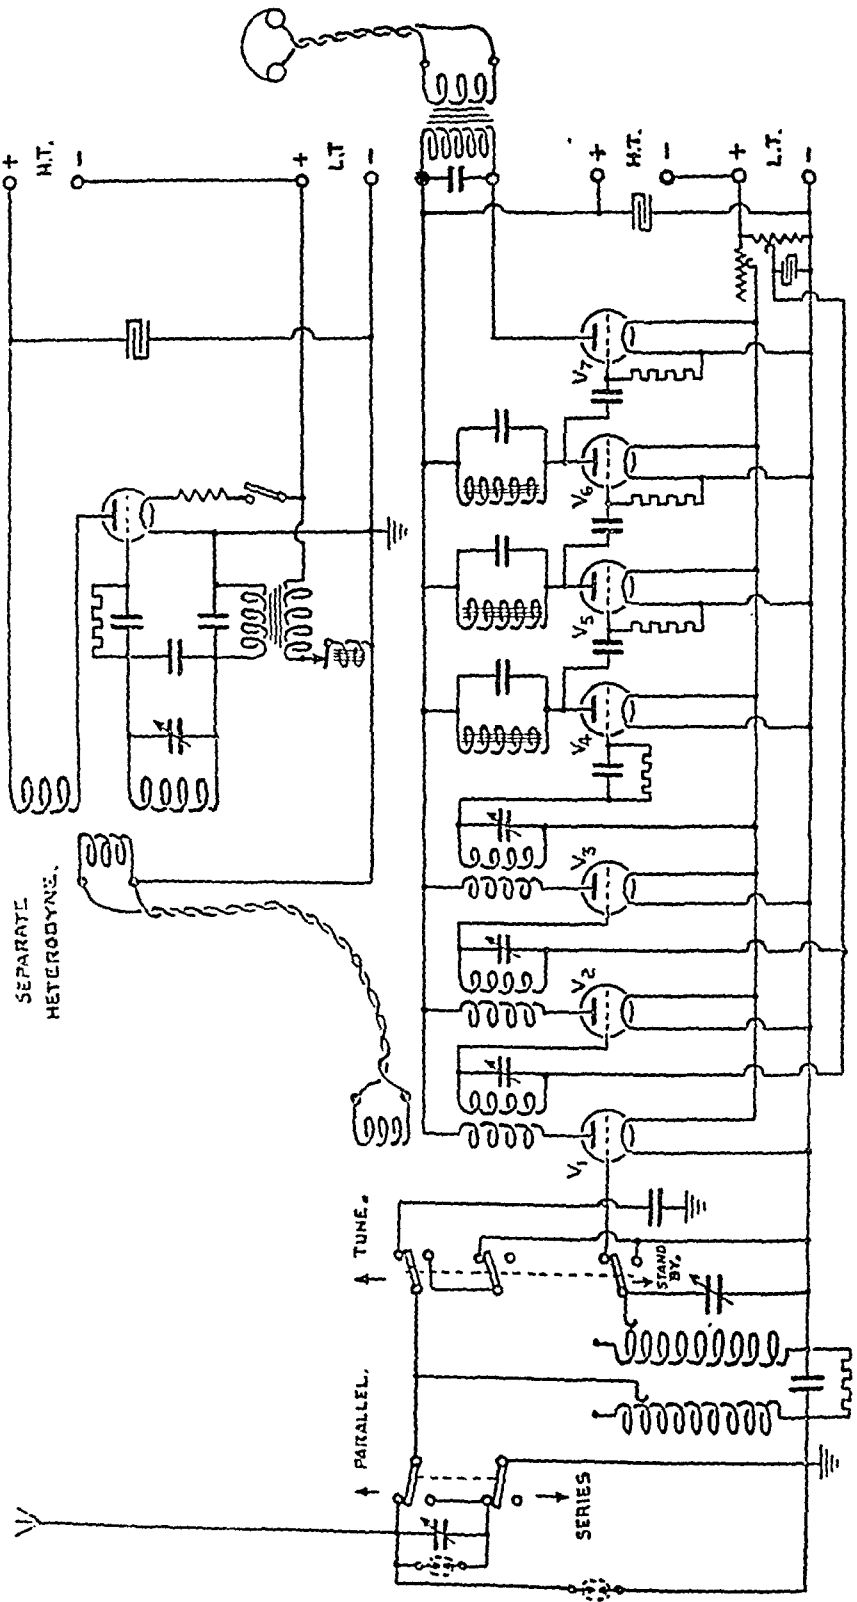 +
H.T.
-
+
L.T
-
+
H.T.
-
+
L.T.
-
V7
V6
V5
V4
V3
V2
V1
SEPARATE
HETERODYNE.
TUNE.
STAND
BY.
PARALLEL.
SERIES